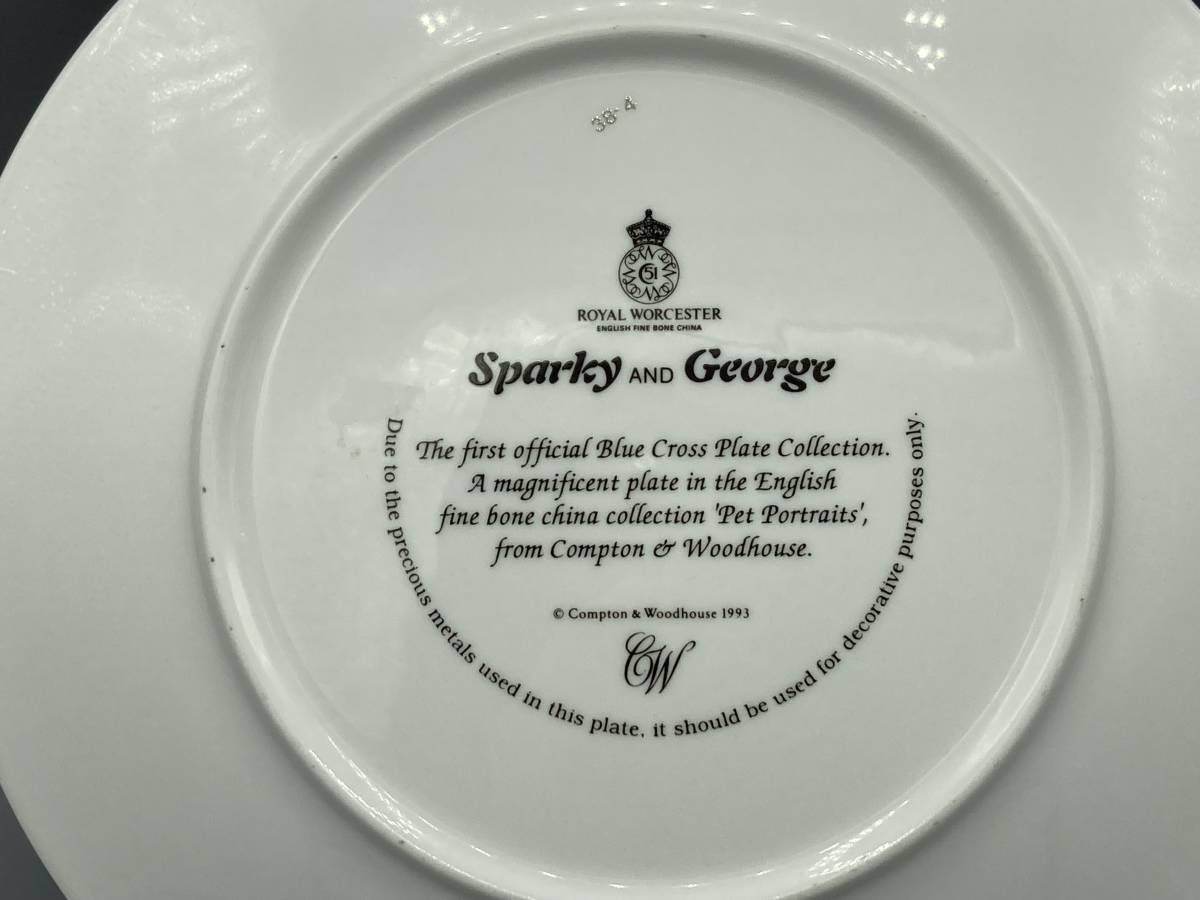 38-4
51
ROYAL WORCESTER
ENGLISH FINE BONE CHINA
Sparky AND George
The first official Blue Cross Plate Collection.
A magnificent plate in the English
fine bone china collection 'Pet Portraits',
from Compton & Woodhouse.
© Compton & Woodhouse 1993
CW
Due to the precious metals used in this plate, it should be used for decorative purposes only.